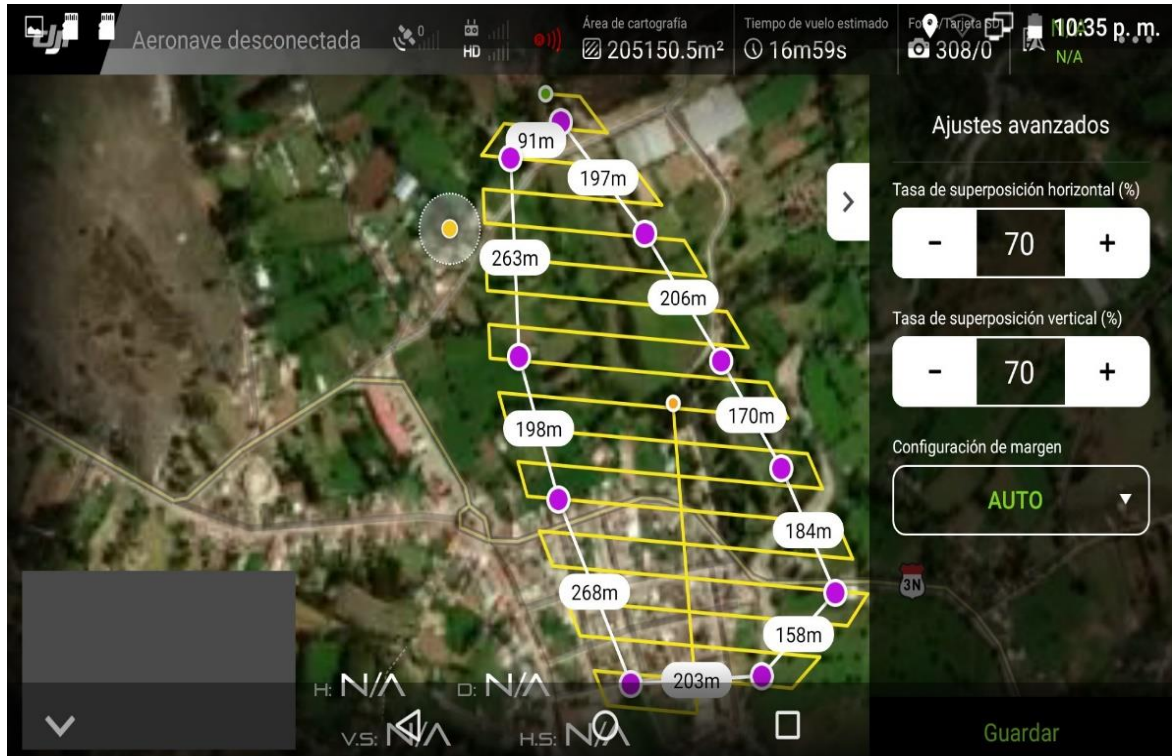 Aeronave desconectada
HD
Área de cartografía
205150.5m²
Tiempo de vuelo estimado
16m59s
308/0
10:35 p. m.
N/A
Ajustes avanzados
Tasa de superposición horizontal (%)
- 70 +
Tasa de superposición vertical (%)
- 70 +
Configuración de margen
AUTO
91m
197m
263m
206m
198m
170m
184m
268m
158m
203m
3N
H: N/A
D: N/A
V.S: N/A
H.S: N/A
Guardar